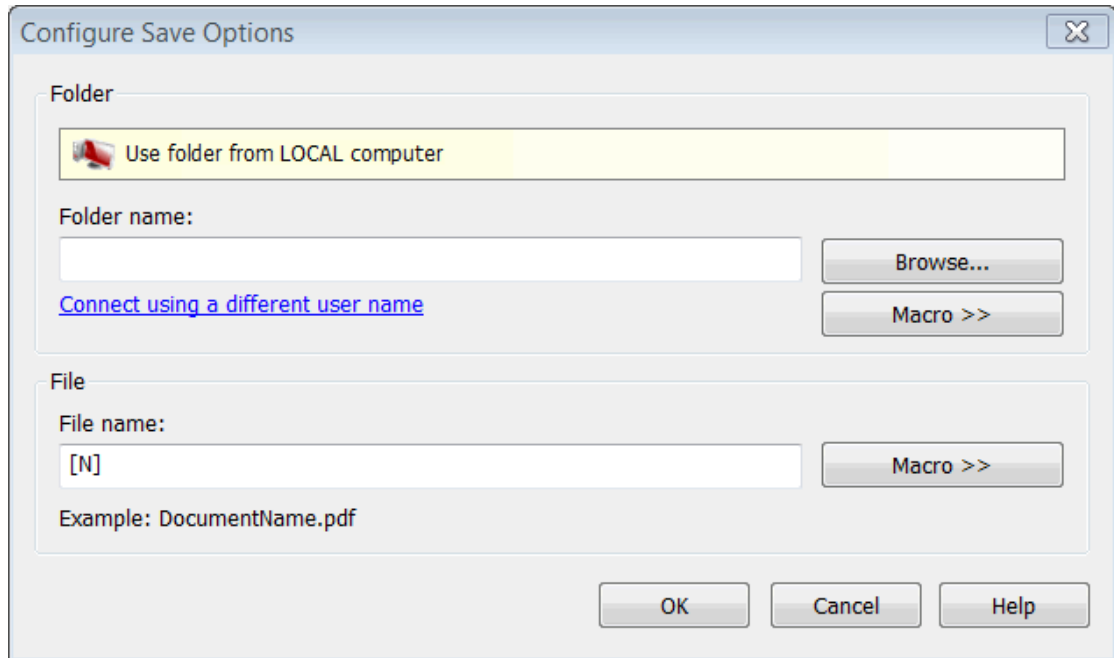 Configure Save Options
Folder
Use folder from LOCAL computer
Folder name:
Browse...
Connect using a different user name
Macro >>
File
File name:
[N]
Macro >>
Example: DocumentName.pdf
OK
Cancel
Help